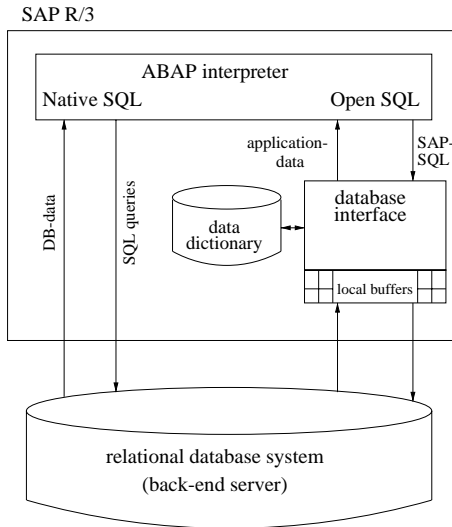 SAP R/3
ABAP interpreter
Native SQL
Open SQL
application-
data
SAP-
SQL
DB-data
SQL queries
data
dictionary
database
interface
local buffers
relational database system
(back-end server)